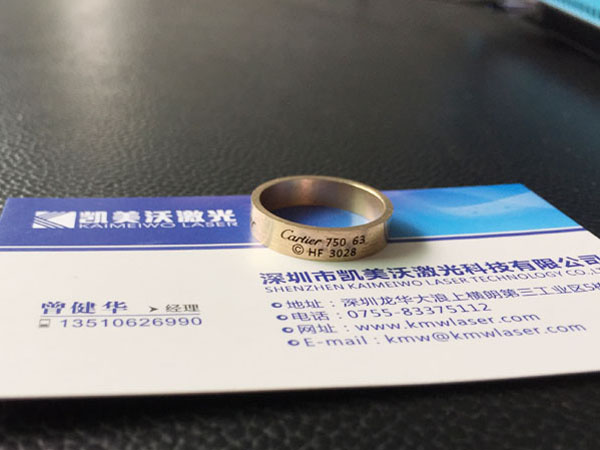 凯美沃激光
KAIMEIWO LASER
Cartier 750 63
© HF 3028
深圳市凯美沃激光科技有限公司
SHENZHEN KAIMEIWO LASER TECHNOLOGY CO.
曾健华 经理
13510626990
地址：深圳龙华大浪上横朗第三工业区5
电话：0755-83375112
网址：www.kmwlaser.com
E-mail：kmw@kmwlaser.com